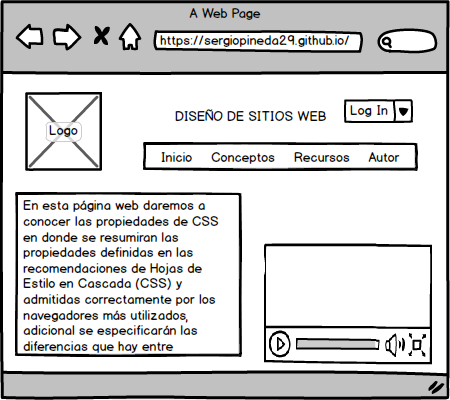 A Web Page
https://sergiopineda29.github.io/
Logo
DISEÑO DE SITIOS WEB
Log In
Inicio Conceptos Recursos Autor
En esta página web daremos a
conocer las propiedades de CSS
en donde se resumiran las
propiedades definidas en las
recomendaciones de Hojas de
Estilo en Cascada (CSS) y
admitidas correctamente por los
navegadores más utilizados,
adicional se especificarán las
diferencias que hay entre